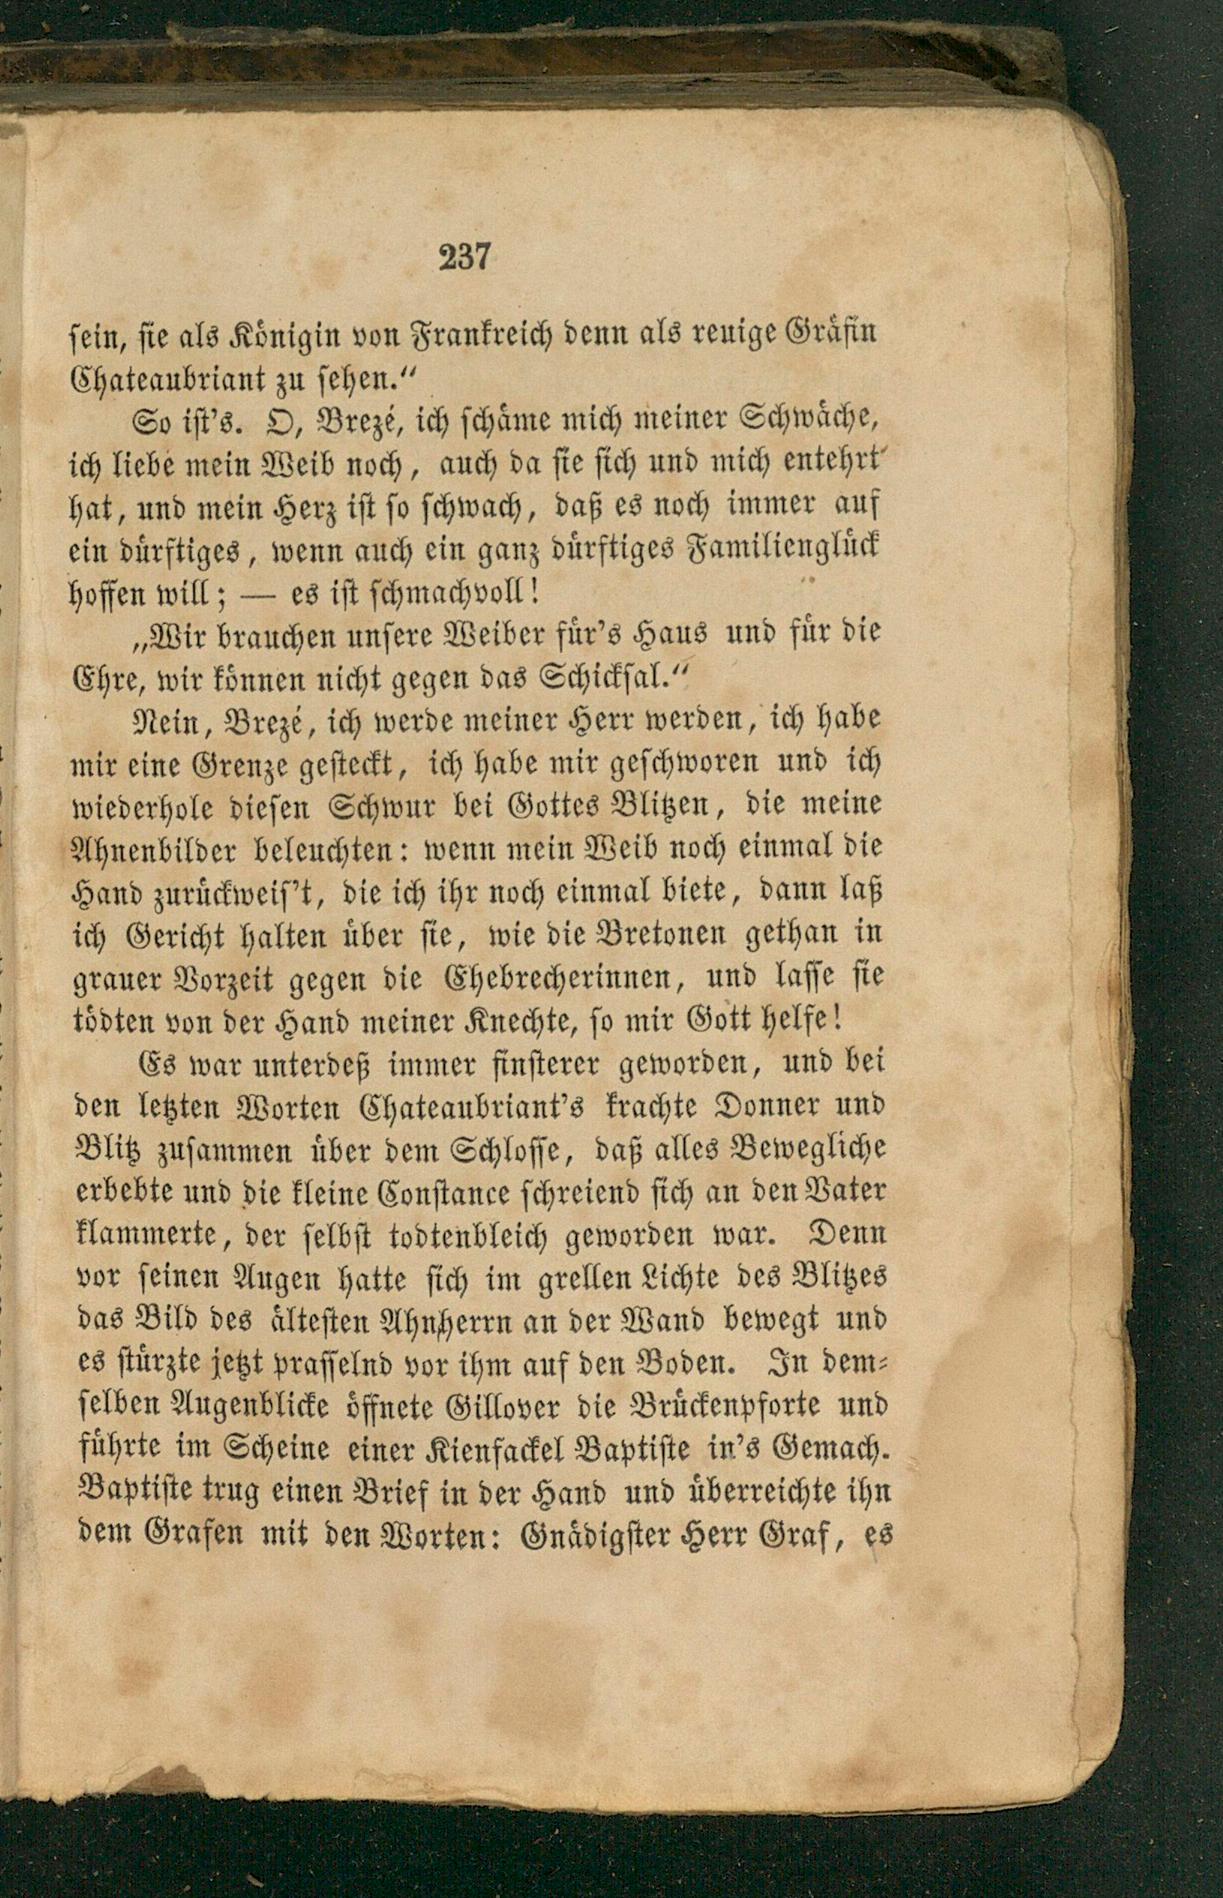 237
sein, sie als Königin von Frankreich denn als reuige Gräfin
Chateaubriant zu sehen.“
So ist's. O, Brezé, ich schäme mich meiner Schwäche,
ich liebe mein Weib noch, auch da sie sich und mich entehrt
hat, und mein Herz ist so schwach, daß es noch immer auf
ein dürftiges, wenn auch ein ganz dürftiges Familienglück
hoffen will; — es ist schmachvoll!
„Wir brauchen unsere Weiber für's Haus und für die
Ehre, wir können nicht gegen das Schicksal.“
Nein, Brezé, ich werde meiner Herr werden, ich habe
mir eine Grenze gesteckt, ich habe mir geschworen und ich
wiederhole diesen Schwur bei Gottes Blitzen, die meine
Ahnenbilder beleuchten: wenn mein Weib noch einmal die
Hand zurückweis't, die ich ihr noch einmal biete, dann laß
ich Gericht halten über sie, wie die Bretonen gethan in
grauer Vorzeit gegen die Ehebrecherinnen, und lasse sie
tödten von der Hand meiner Knechte, so mir Gott helfe!
Es war unterdeß immer finsterer geworden, und bei
den letzten Worten Chateaubriant's krachte Donner und
Blitz zusammen über dem Schlosse, daß alles Bewegliche
erbebte und die kleine Constance schreiend sich an den Vater
klammerte, der selbst todtenbleich geworden war. Denn
vor seinen Augen hatte sich im grellen Lichte des Blitzes
das Bild des ältesten Ahnherrn an der Wand bewegt und
es stürzte jetzt prasselnd vor ihm auf den Boden. In dem-
selben Augenblicke öffnete Gillover die Brückenpforte und
führte im Scheine einer Kienfackel Baptiste in's Gemach.
Baptiste trug einen Brief in der Hand und überreichte ihn
dem Grafen mit den Worten: Gnädigster Herr Graf, es